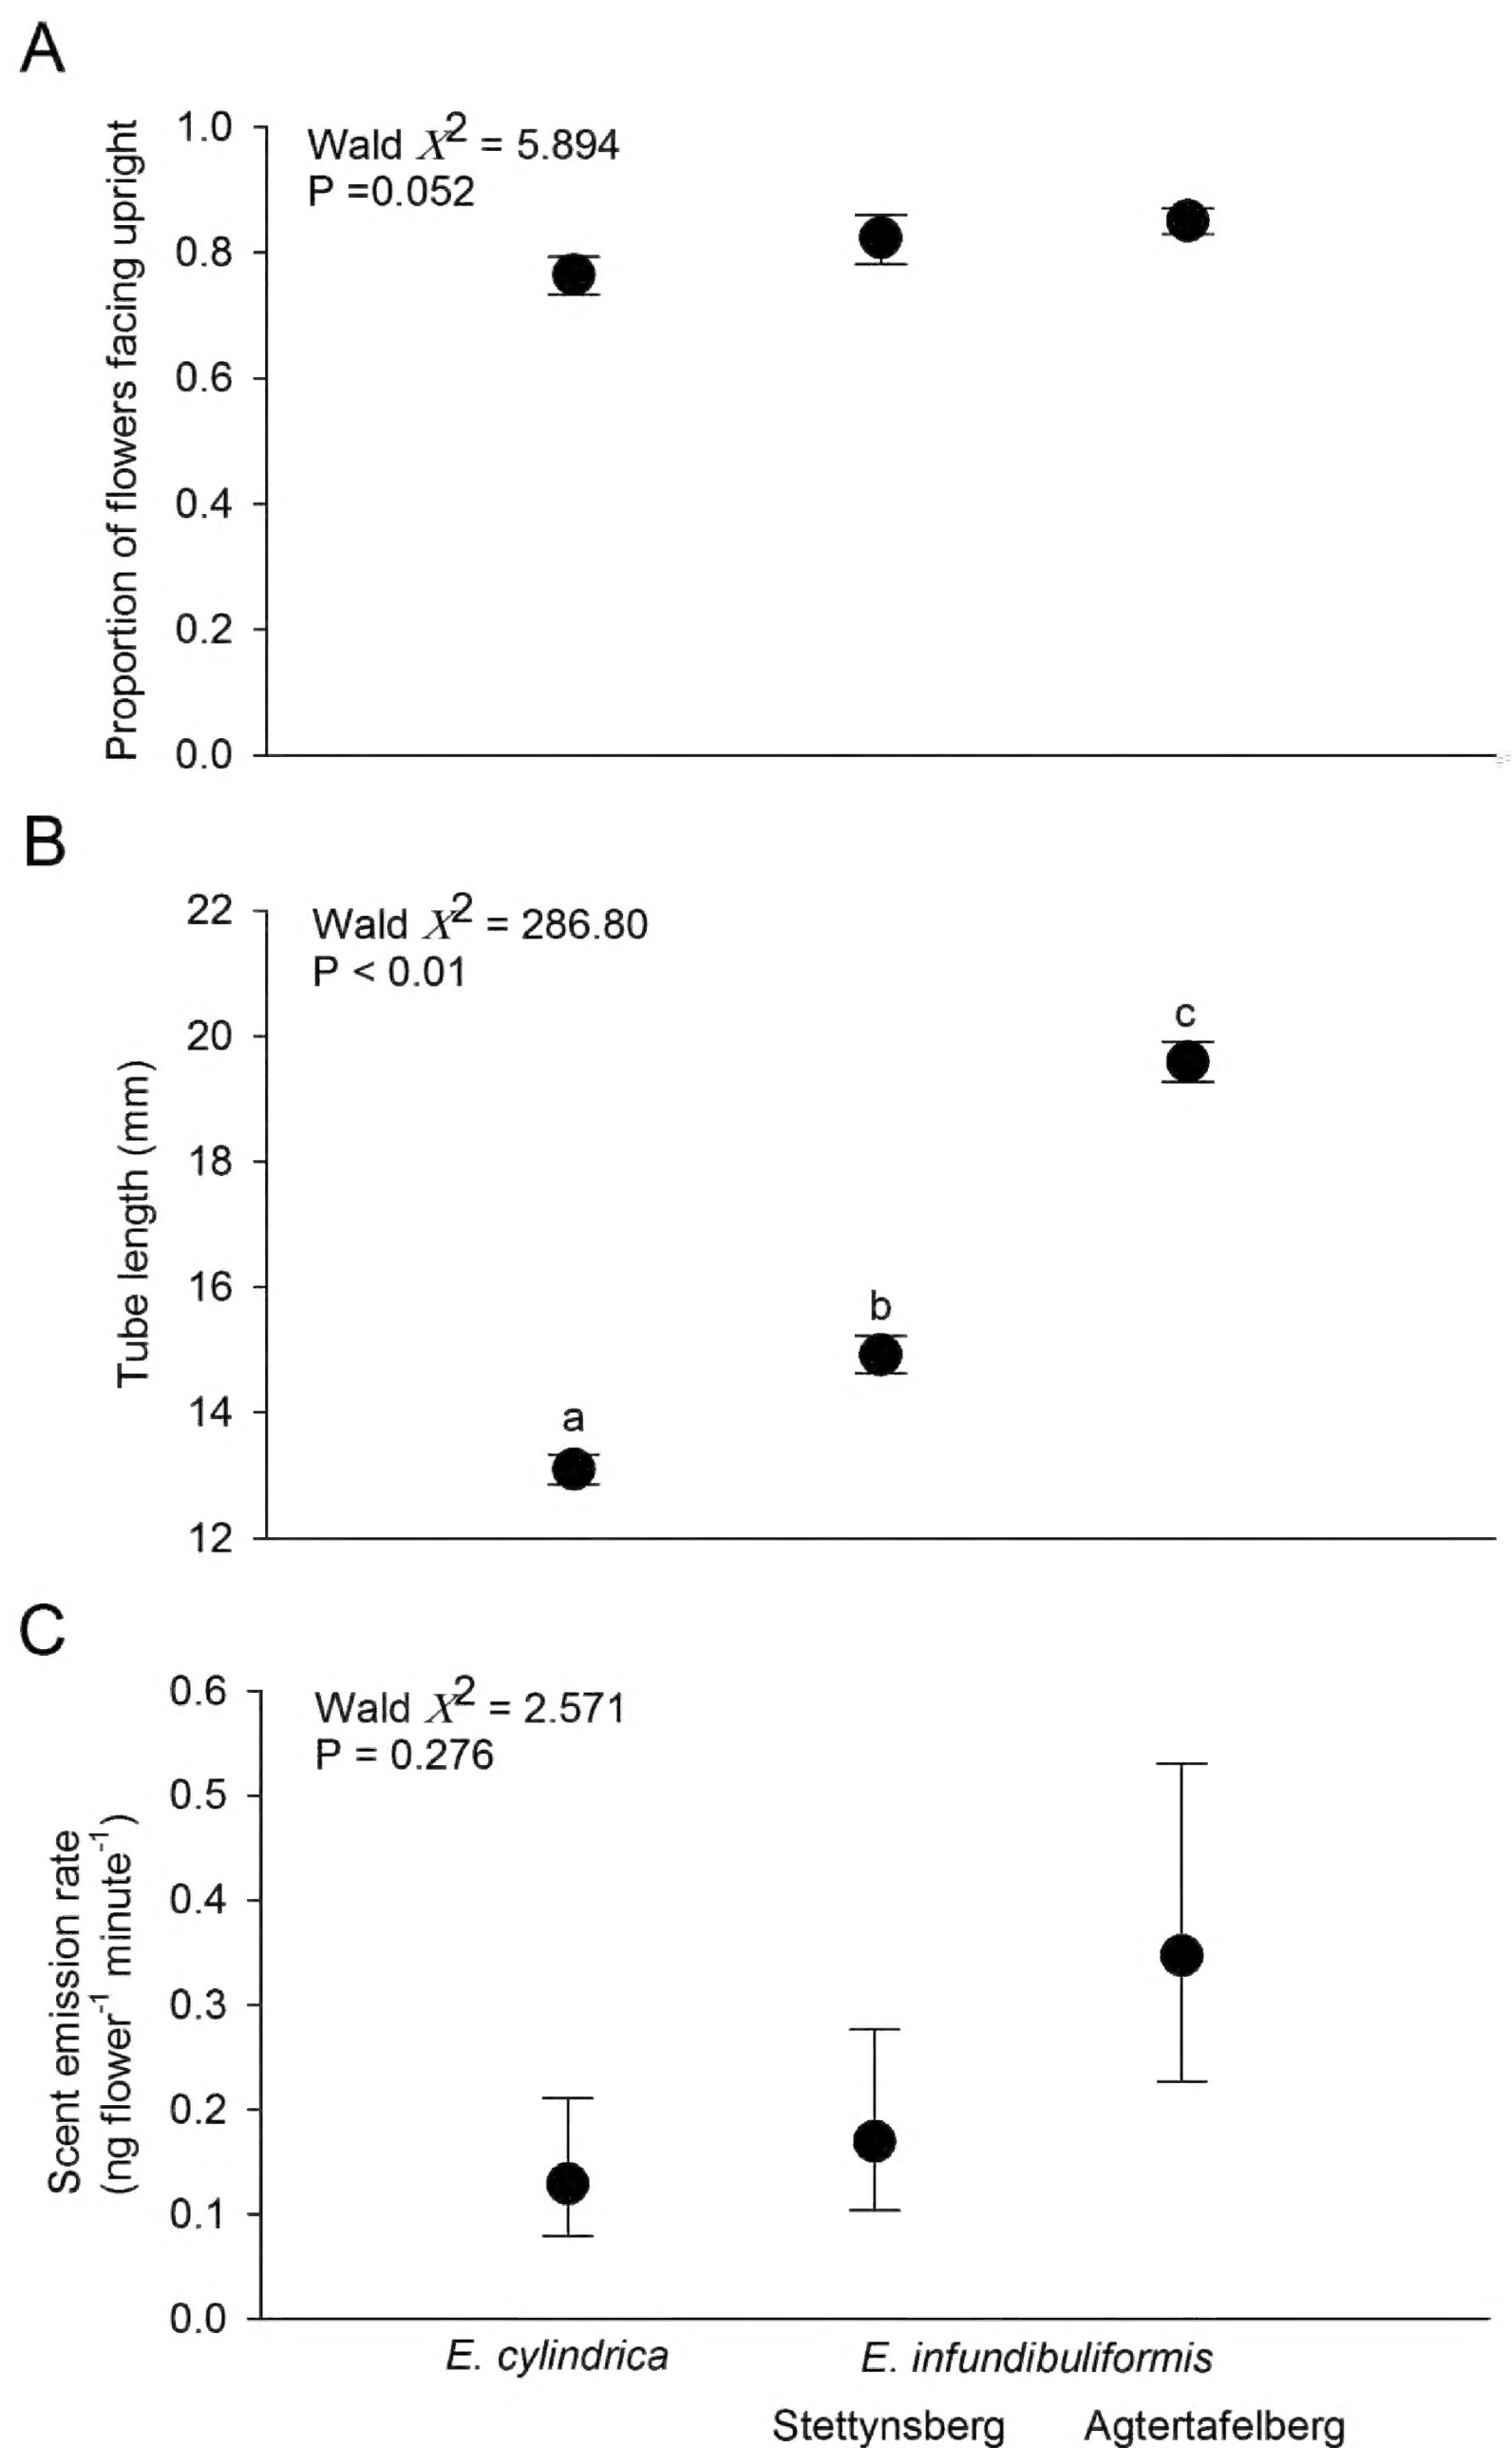 A
Proportion of flowers facing upright
Wald X² = 5.894
P =0.052
1.0
0.8
0.6
0.4
0.2
0.0
B
Tube length (mm)
Wald X² = 286.80
P < 0.01
22
20
18
16
14
12
a
b
c
C
Scent emission rate
(ng flower⁻¹ minute⁻¹)
Wald X² = 2.571
P = 0.276
0.6
0.5
0.4
0.3
0.2
0.1
0.0
E. cylindrica
E. infundibuliformis
Stettynsberg
Agtertafelberg